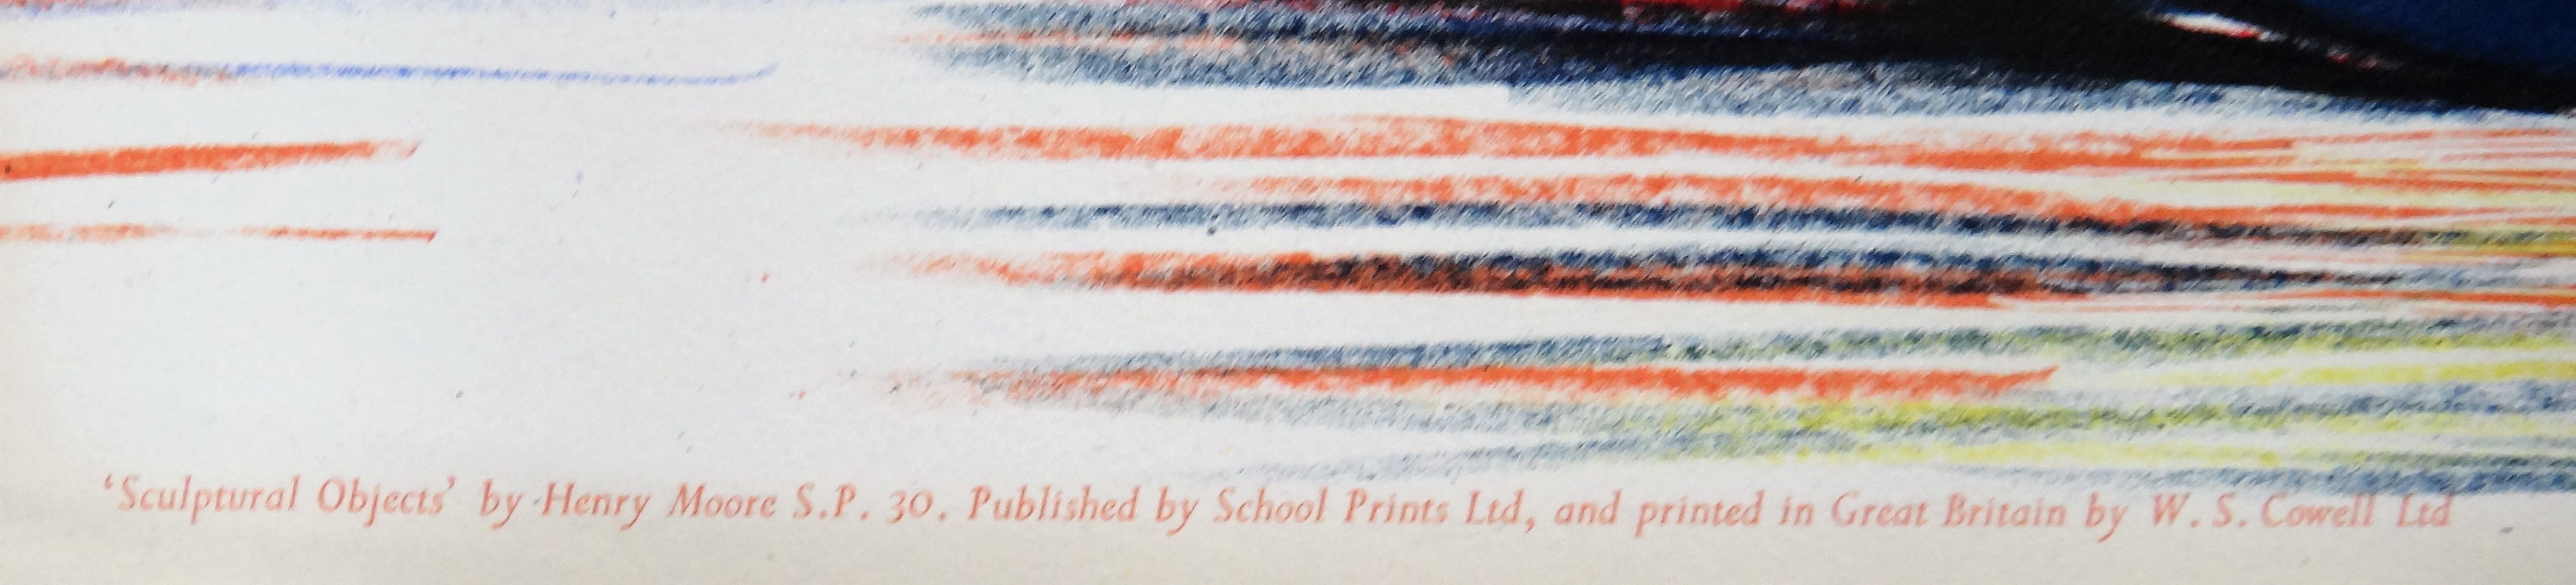 ‘Sculptural Objects’ by Henry Moore S.P. 30. Published by School Prints Ltd, and printed in Great Britain by W. S. Cowell Ltd